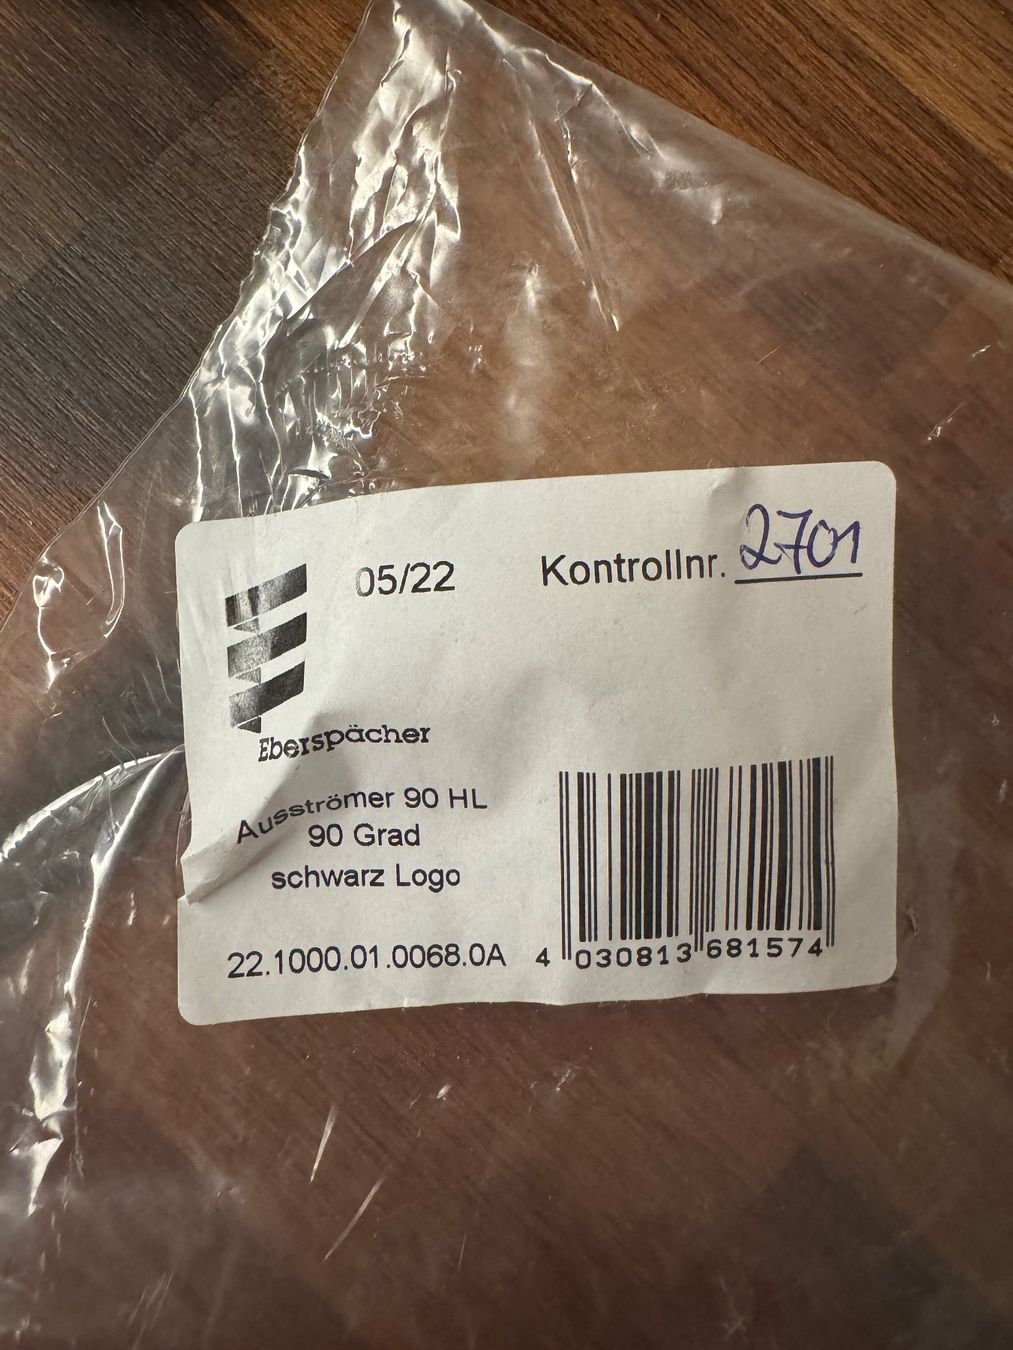 05/22
Kontrollnr. 2701
Eberspächer
Ausströmer 90 HL
90 Grad
schwarz Logo
22.1000.01.0068.0A
4 030813 681574